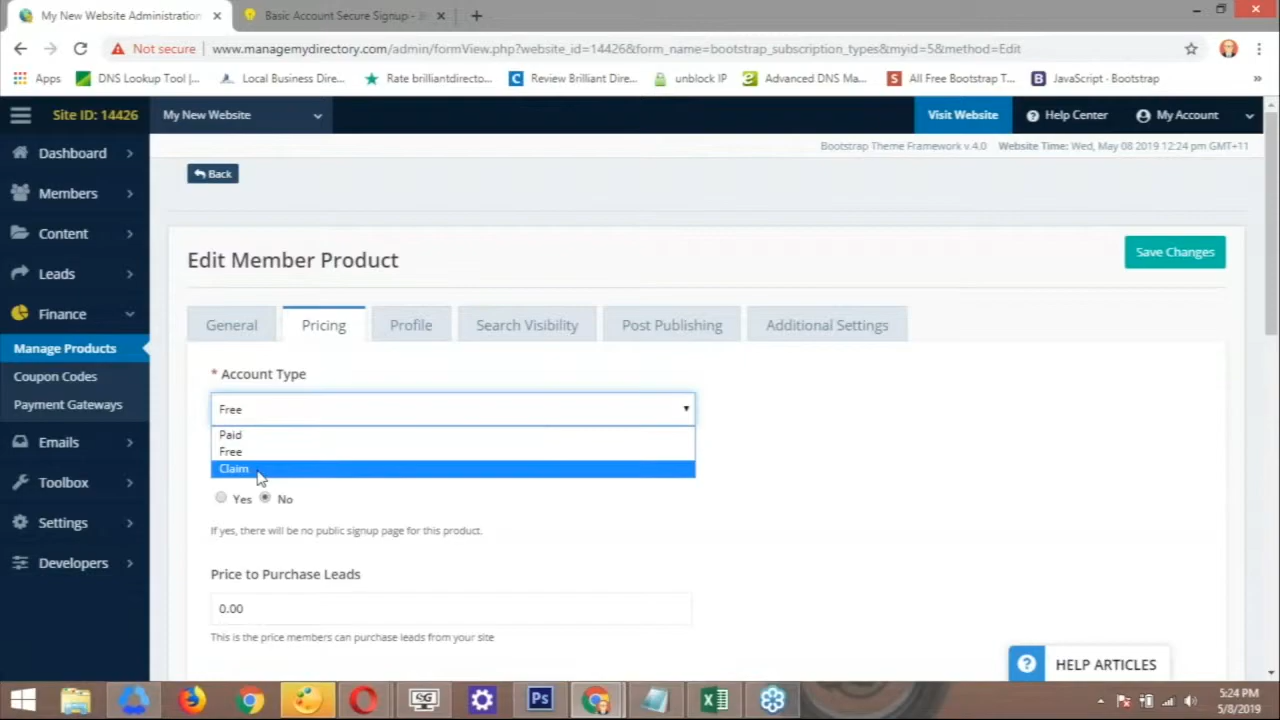 My New Website Administration
Basic Account Secure Signup -
Not secure
www.managemydirectory.com/admin/formView.php?website_id=14426&form_name=bootstrap_subscription_types&myid=5&method=Edit
Apps
DNS Lookup Tool |...
Local Business Dire...
Rate brilliantdirecto...
Review Brilliant Dire...
unblock IP
Advanced DNS Ma...
All Free Bootstrap T...
JavaScript - Bootstrap
»
Site ID: 14426
My New Website
Visit Website
Help Center
My Account
Bootstrap Theme Framework v.4.0
Website Time: Wed, May 08 2019 12:24 pm GMT+11
Dashboard
Members
Content
Leads
Finance
Manage Products
Coupon Codes
Payment Gateways
Emails
Toolbox
Settings
Developers
Back
Edit Member Product
Save Changes
General
Pricing
Profile
Search Visibility
Post Publishing
Additional Settings
* Account Type
Free
Paid
Free
Claim
Yes No
If yes, there will be no public signup page for this product.
Price to Purchase Leads
0.00
This is the price members can purchase leads from your site
? HELP ARTICLES
SG
Ps
5:24 PM
5/8/2019